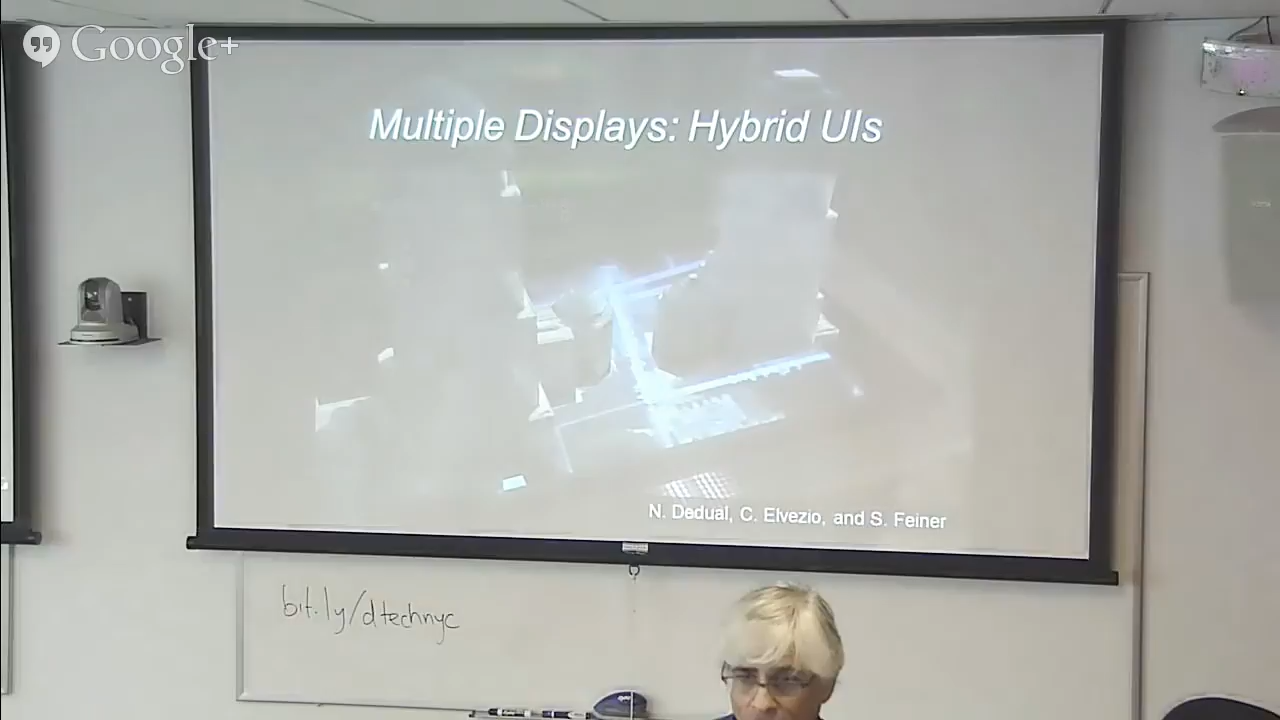 Google+
Multiple Displays: Hybrid UIs
N. Dedual, C. Elvezio, and S. Feiner
bit.ly/dtechnyc